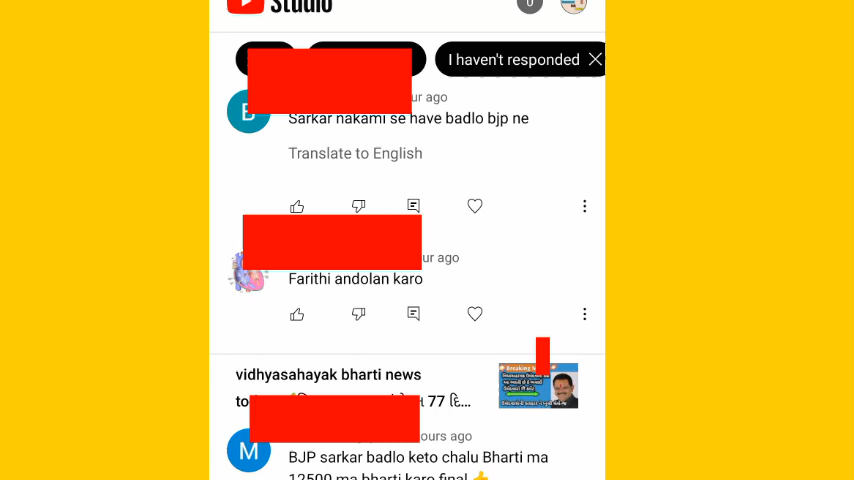 Studio
0
I haven't responded
ur ago
B
Sarkar nakami se have badlo bjp ne
Translate to English
ur ago
Farithi andolan karo
vidhyasahayak bharti news
to 77 દિ...
Breaking
ours ago
M
BJP sarkar badlo keto chalu Bharti ma
12500 ma bharti karo final 👉